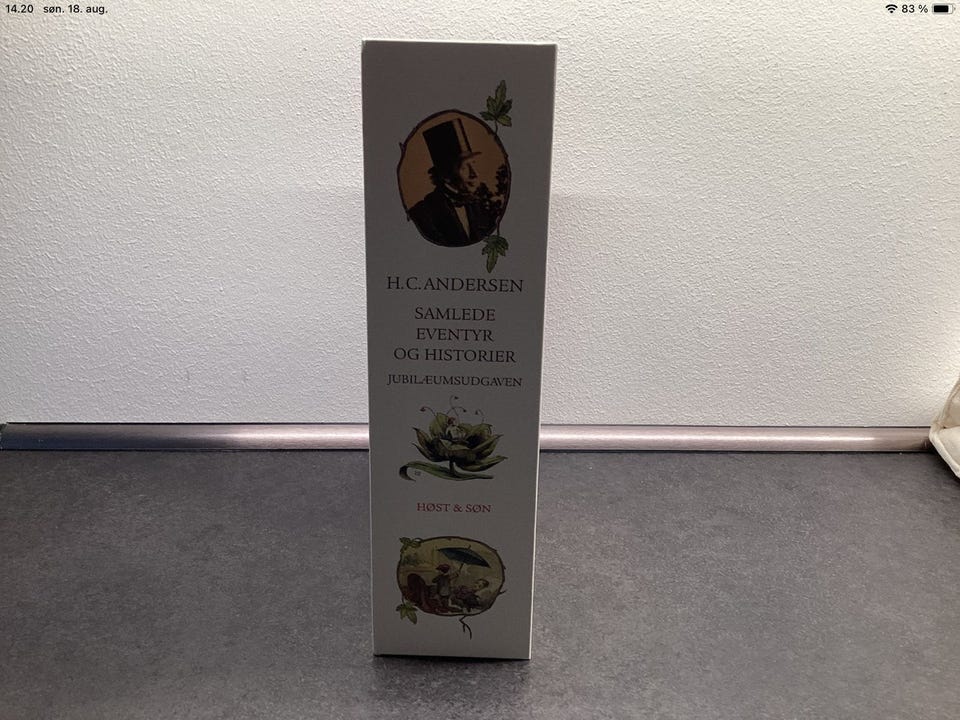 14.20 søn. 18. aug.
83 %
H.C. ANDERSEN
SAMLEDE
EVENTYR
OG HISTORIER
JUBILÆUMSUDGAVEN
HØST & SØN